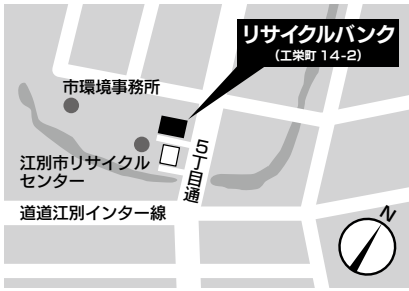 リサイクルバンク
（工栄町 14-2）
市環境事務所
江別市リサイクル
センター
5丁目通
道道江別インター線
N